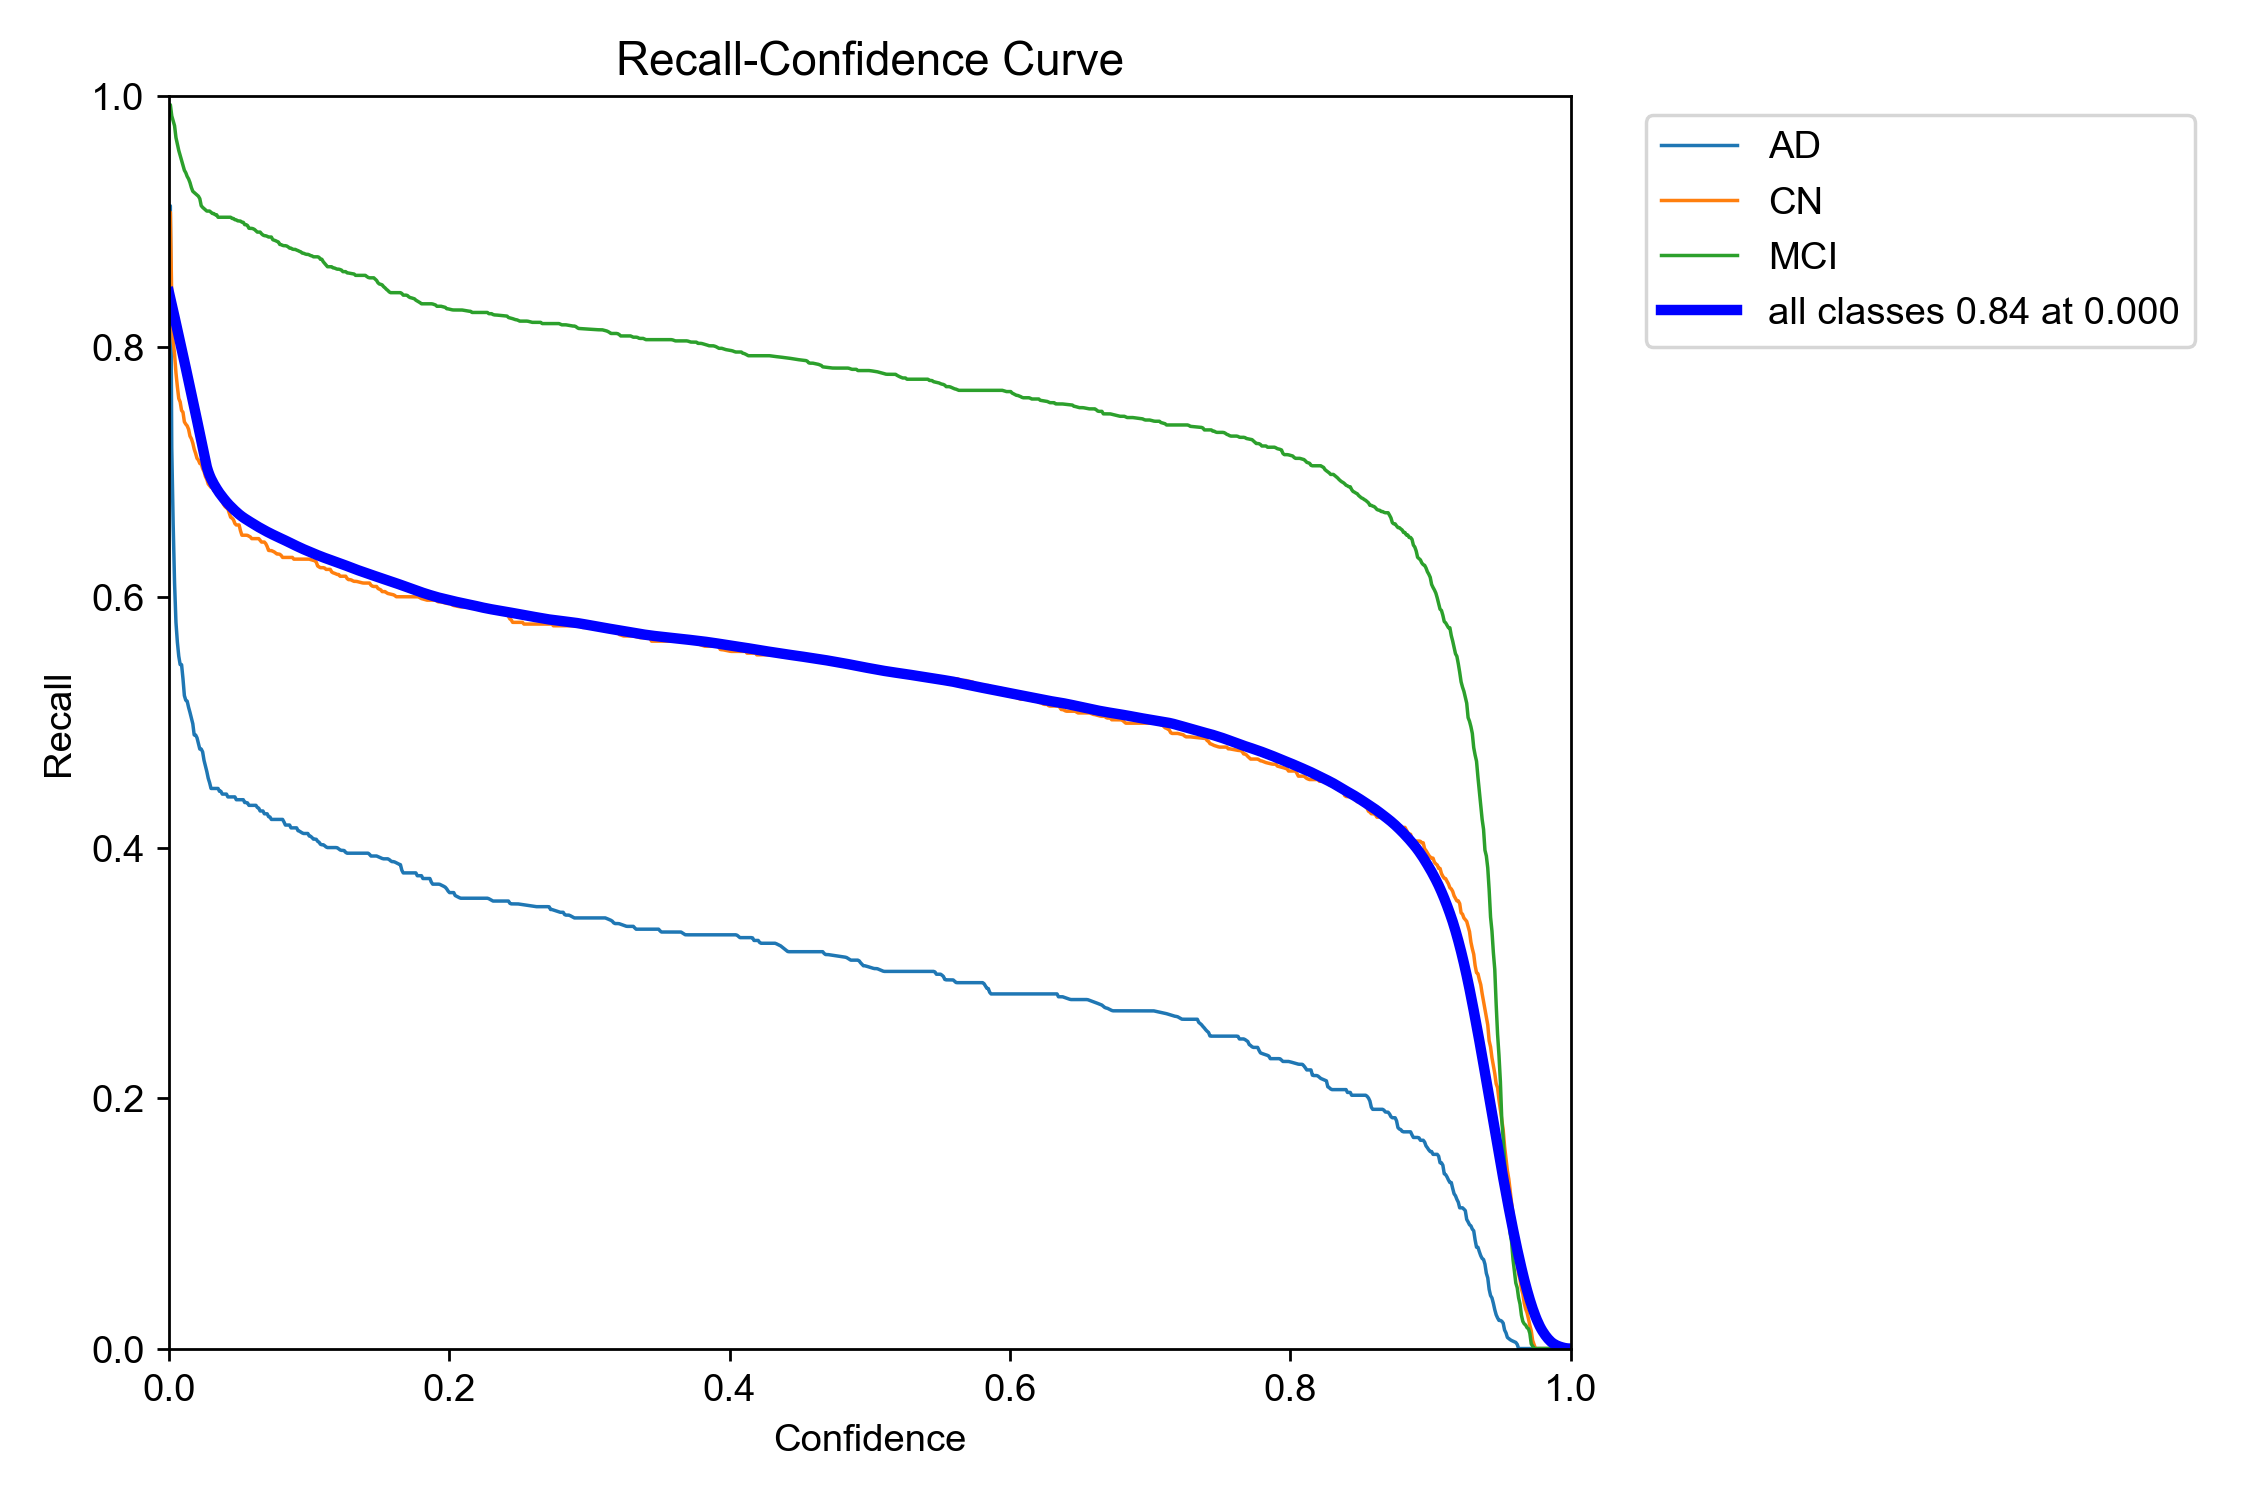 Recall-Confidence Curve
1.0
0.8
0.6
0.4
0.2
0.0
Recall
0.0 0.2 0.4 0.6 0.8 1.0
Confidence
AD
CN
MCI
all classes 0.84 at 0.000